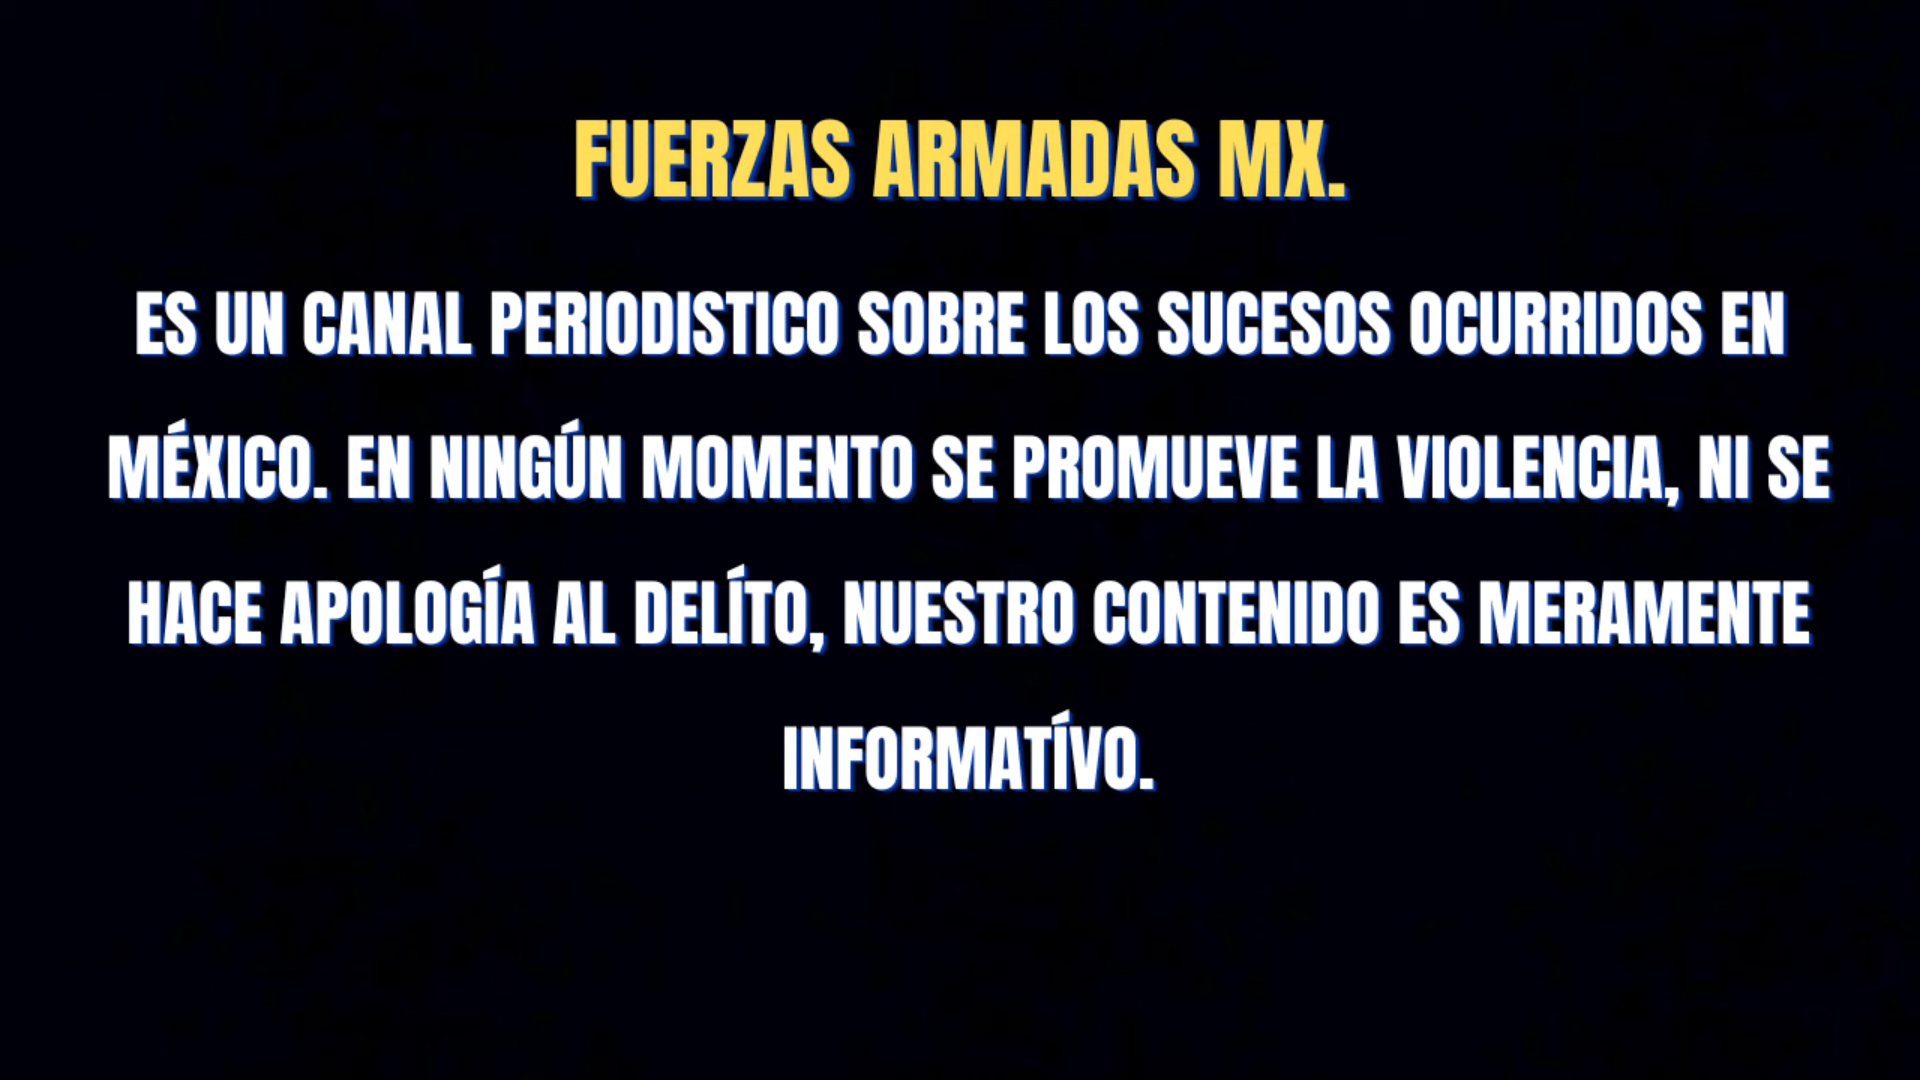 FUERZAS ARMADAS MX.
ES UN CANAL PERIODISTICO SOBRE LOS SUCESOS OCURRIDOS EN
MÉXICO. EN NINGÚN MOMENTO SE PROMUEVE LA VIOLENCIA, NI SE
HACE APOLOGÍA AL DELÍTO, NUESTRO CONTENIDO ES MERAMENTE
INFORMATÍVO.